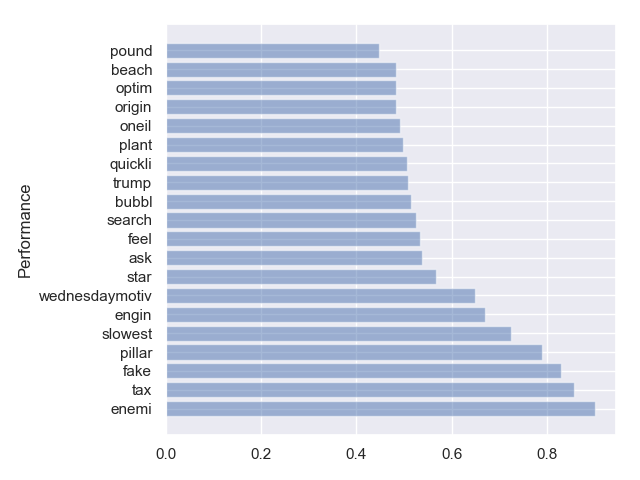 pound
beach
optim
origin
oneil
plant
quickli
trump
bubbl
search
feel
ask
star
wednesdaymotiv
engin
slowest
pillar
fake
tax
enemi
Performance
0.0 0.2 0.4 0.6 0.8